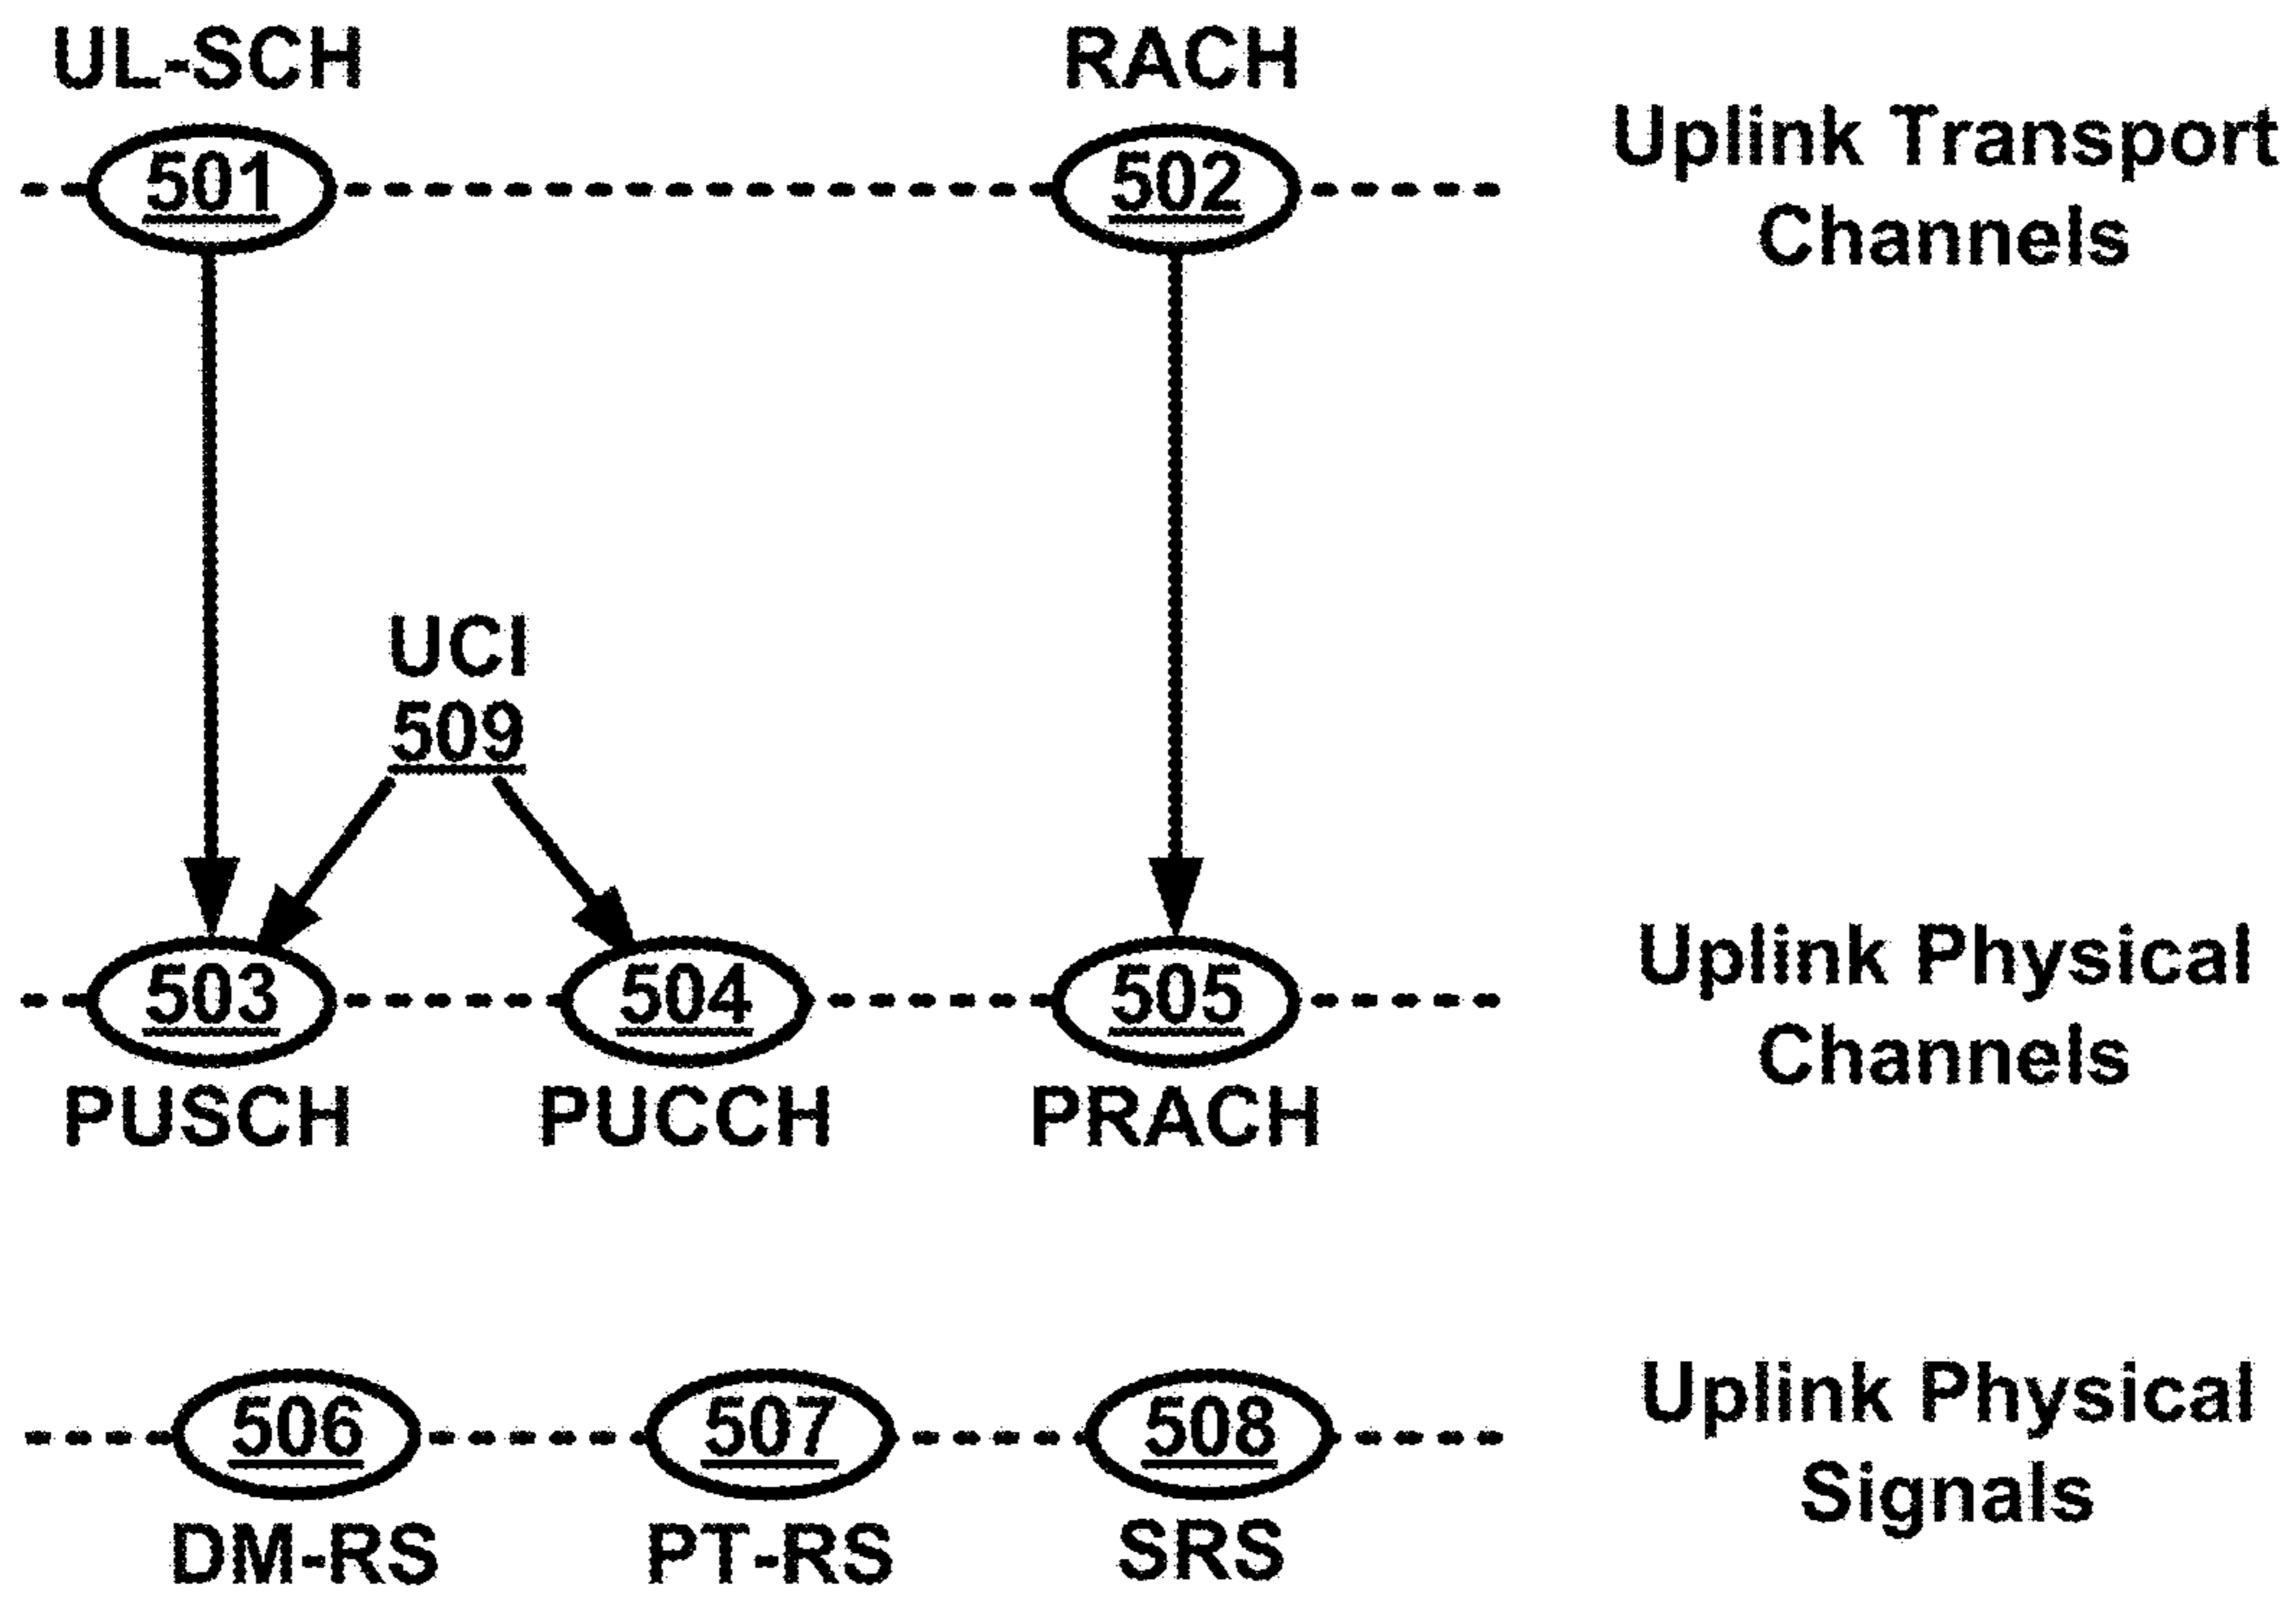 UL-SCH
RACH
501
502
Uplink Transport
Channels
UCI
509
503
504
505
Uplink Physical
Channels
PUSCH
PUCCH
PRACH
506
507
508
Uplink Physical
Signals
DM-RS
PT-RS
SRS